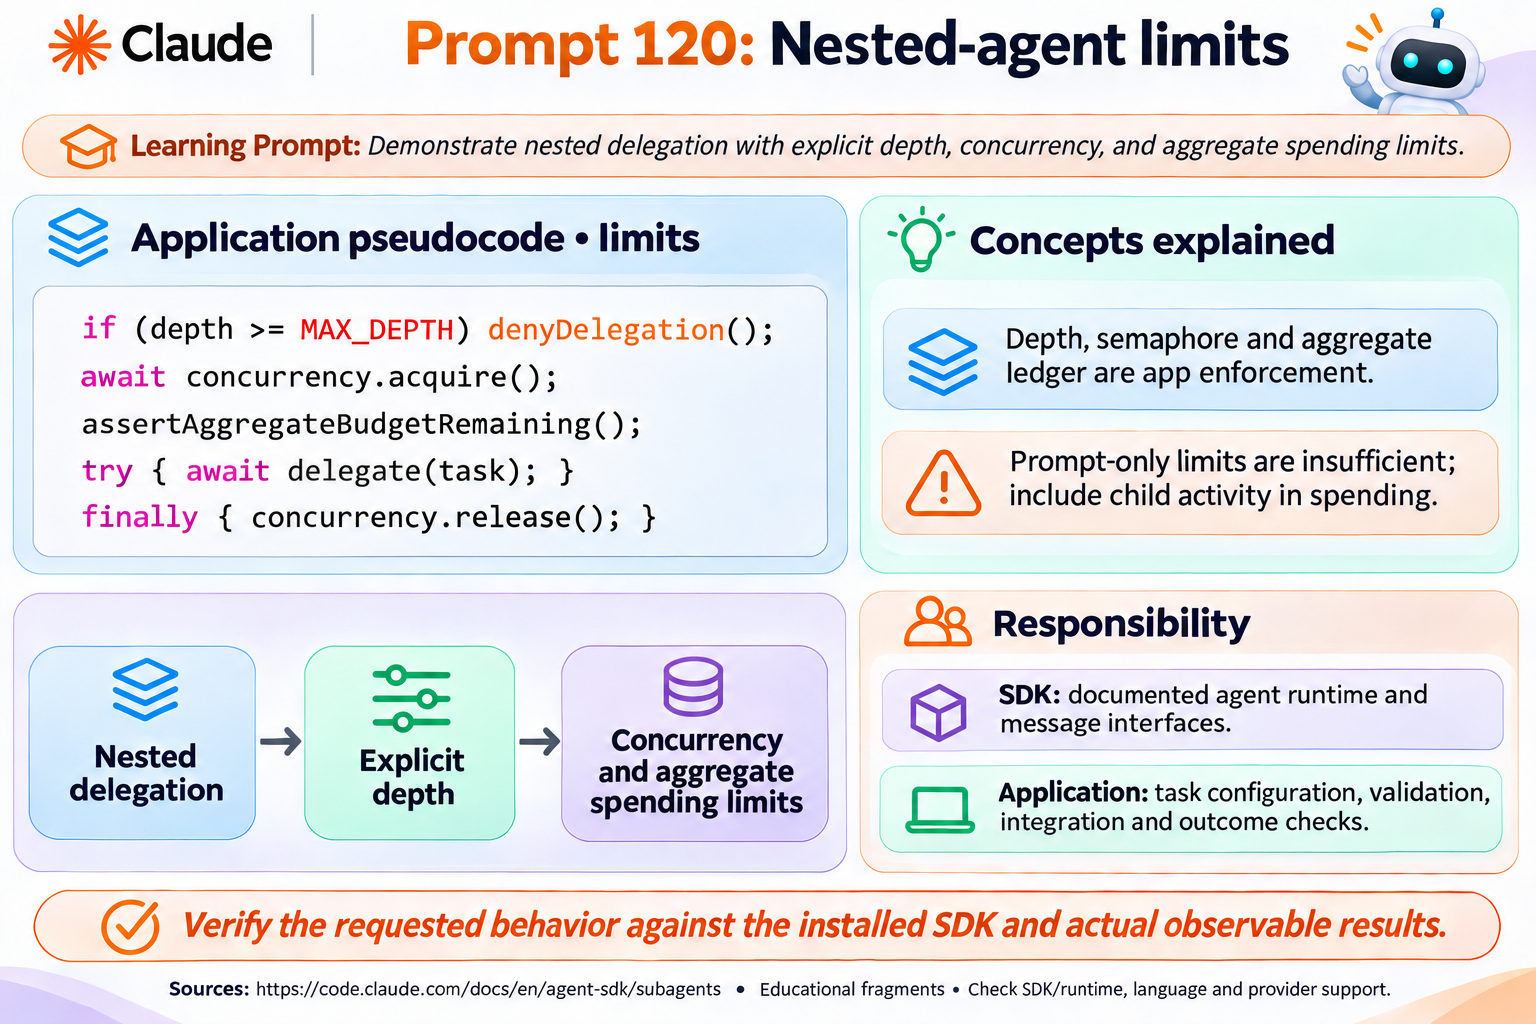 Claude
Prompt 120: Nested-agent limits
Learning Prompt: Demonstrate nested delegation with explicit depth, concurrency, and aggregate spending limits.
Application pseudocode • limits
if (depth >= MAX_DEPTH) denyDelegation();
await concurrency.acquire();
assertAggregateBudgetRemaining();
try { await delegate(task); }
finally { concurrency.release(); }
Concepts explained
Depth, semaphore and aggregate
ledger are app enforcement.
Prompt-only limits are insufficient;
include child activity in spending.
Nested
delegation
Explicit
depth
Concurrency
and aggregate
spending limits
Responsibility
SDK: documented agent runtime and
message interfaces.
Application: task configuration, validation,
integration and outcome checks.
Verify the requested behavior against the installed SDK and actual observable results.
Sources: https://code.claude.com/docs/en/agent-sdk/subagents • Educational fragments • Check SDK/runtime, language and provider support.